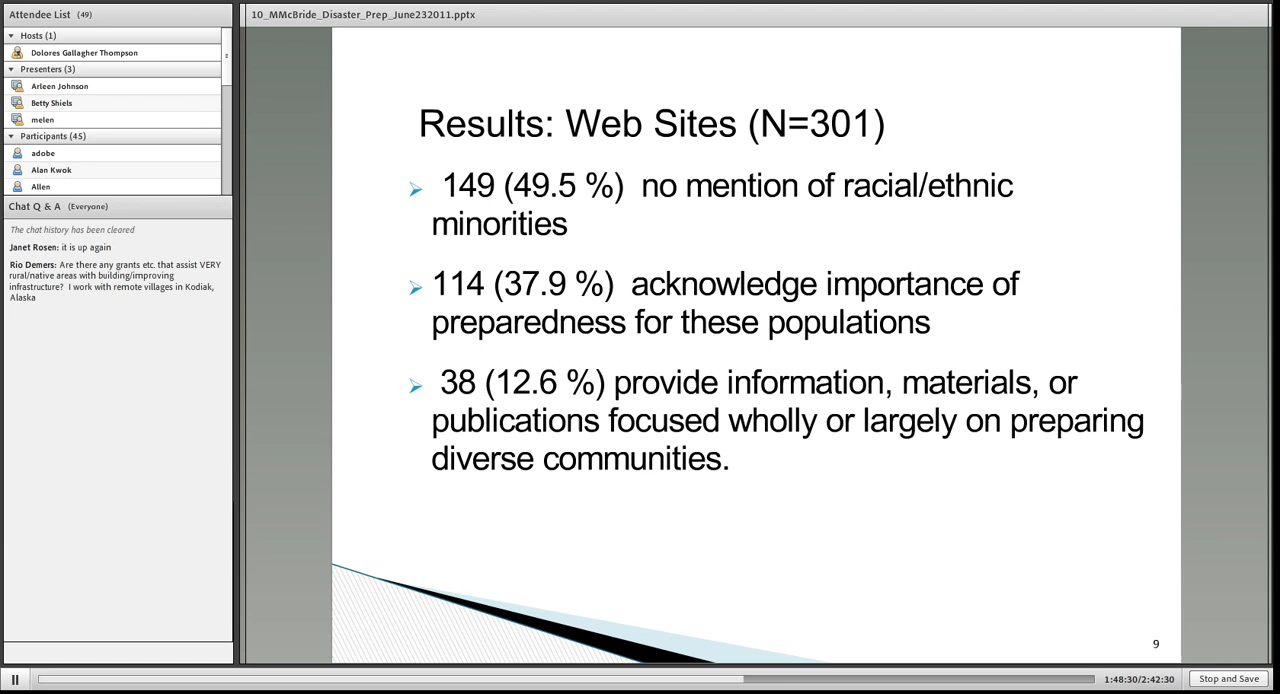 Attendee List (49)
Hosts (1)
Dolores Gallagher Thompson
Presenters (3)
Arleen Johnson
Betty Shiels
melen
Participants (45)
adobe
Alan Kwok
Allen
Chat Q & A (Everyone)
The chat history has been cleared
Janet Rosen: it is up again
Rio Demers: Are there any grants etc. that assist VERY
rural/native areas with building/improving
infrastructure? I work with remote villages in Kodiak,
Alaska
10_MMcBride_Disaster_Prep_June232011.pptx
Results: Web Sites (N=301)
149 (49.5 %) no mention of racial/ethnic
minorities
114 (37.9 %) acknowledge importance of
preparedness for these populations
38 (12.6 %) provide information, materials, or
publications focused wholly or largely on preparing
diverse communities.
9
1:48:30/2:42:30
Stop and Save